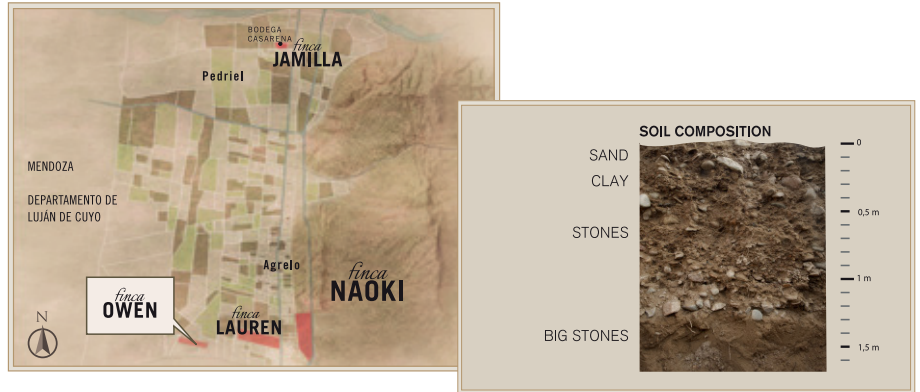 BODEGA
CASARENA
finca
JAMILLA
Pedriel
MENDOZA
DEPARTAMENTO DE
LUJÁN DE CUYO
Agrelo
finca
NAOKI
finca
OWEN
finca
LAUREN
N
SOIL COMPOSITION
SAND
CLAY
STONES
BIG STONES
0
0,5 m
1 m
1,5 m